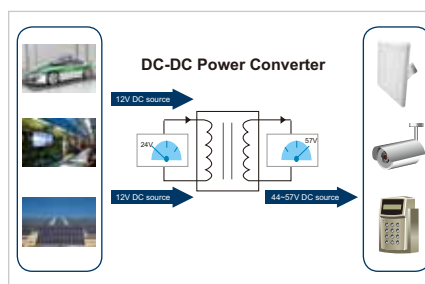 DC-DC Power Converter
12V DC source
24V
57V
12V DC source
44~57V DC source